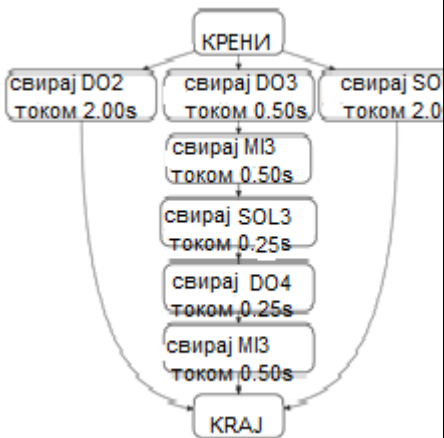 КРЕНИ
свирај DO2
током 2.00s
свирај DO3
током 0.50s
свирај SO
током 2.0
свирај MI3
током 0.50s
свирај SOL3
током 0.25s
свирај DO4
током 0.25s
свирај MI3
током 0.50s
KRAJ